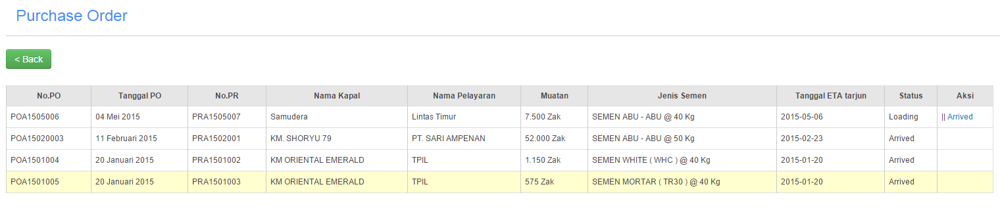 Purchase Order
< Back
No.PO Tanggal PO No.PR Nama Kapal Nama Pelayaran Muatan Jenis Semen Tanggal ETA tarjun Status Aksi
POA1505006 04 Mei 2015 PRA1505007 Samudera Lintas Timur 7.500 Zak SEMEN ABU - ABU @ 40 Kg 2015-05-06 Loading || Arrived
POA15020003 11 Februari 2015 PRA1502001 KM. SHORYU 79 PT. SARI AMPENAN 52.000 Zak SEMEN ABU - ABU @ 50 Kg 2015-02-23 Arrived
POA1501004 20 Januari 2015 PRA1501002 KM ORIENTAL EMERALD TPIL 1.150 Zak SEMEN WHITE ( WHC ) @ 40 Kg 2015-01-20 Arrived
POA1501005 20 Januari 2015 PRA1501003 KM ORIENTAL EMERALD TPIL 575 Zak SEMEN MORTAR ( TR30 ) @ 40 Kg 2015-01-20 Arrived